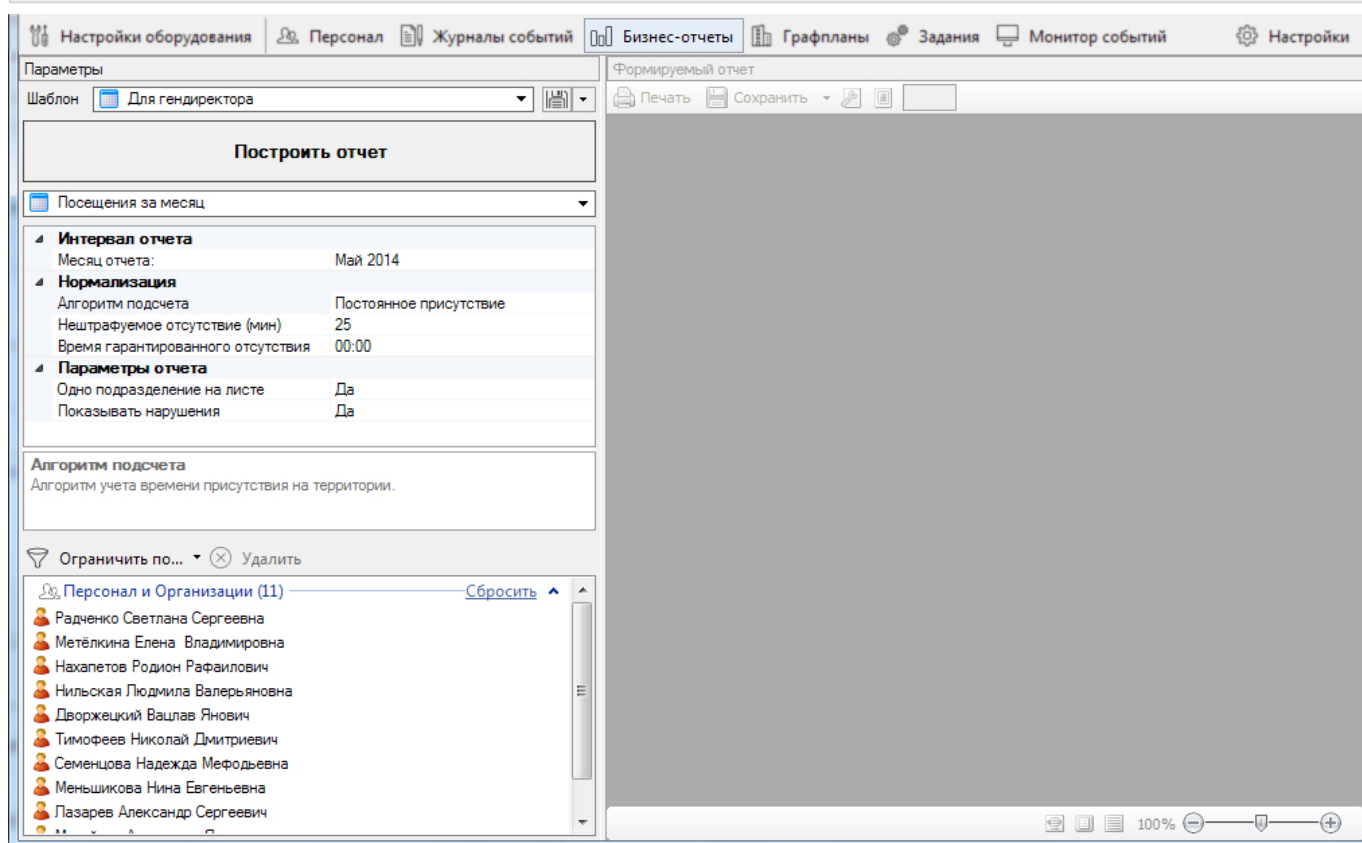 Настройки оборудования Персонал Журналы событий Бизнес-отчеты Графпланы Задания Монитор событий Настройки
Параметры
Шаблон Для гендиректора
Построить отчет
Посещения за месяц
Интервал отчета
Месяц отчета: Май 2014
Нормализация
Алгоритм подсчета Постоянное присутствие
Нештрафуемое отсутствие (мин) 25
Время гарантированного отсутствия 00:00
Параметры отчета
Одно подразделение на листе Да
Показывать нарушения Да
Алгоритм подсчета
Алгоритм учета времени присутствия на территории.
Ограничить по... Удалить
Персонал и Организации (11) Сбросить
Радченко Светлана Сергеевна
Метёлкина Елена Владимировна
Нахапетов Родион Рафаилович
Нильская Людмила Валерьяновна
Дворжецкий Вацлав Янович
Тимофеев Николай Дмитриевич
Семенцова Надежда Мефодьевна
Меньшикова Нина Евгеньевна
Лазарев Александр Сергеевич
Формируемый отчет
Печать Сохранить
100%